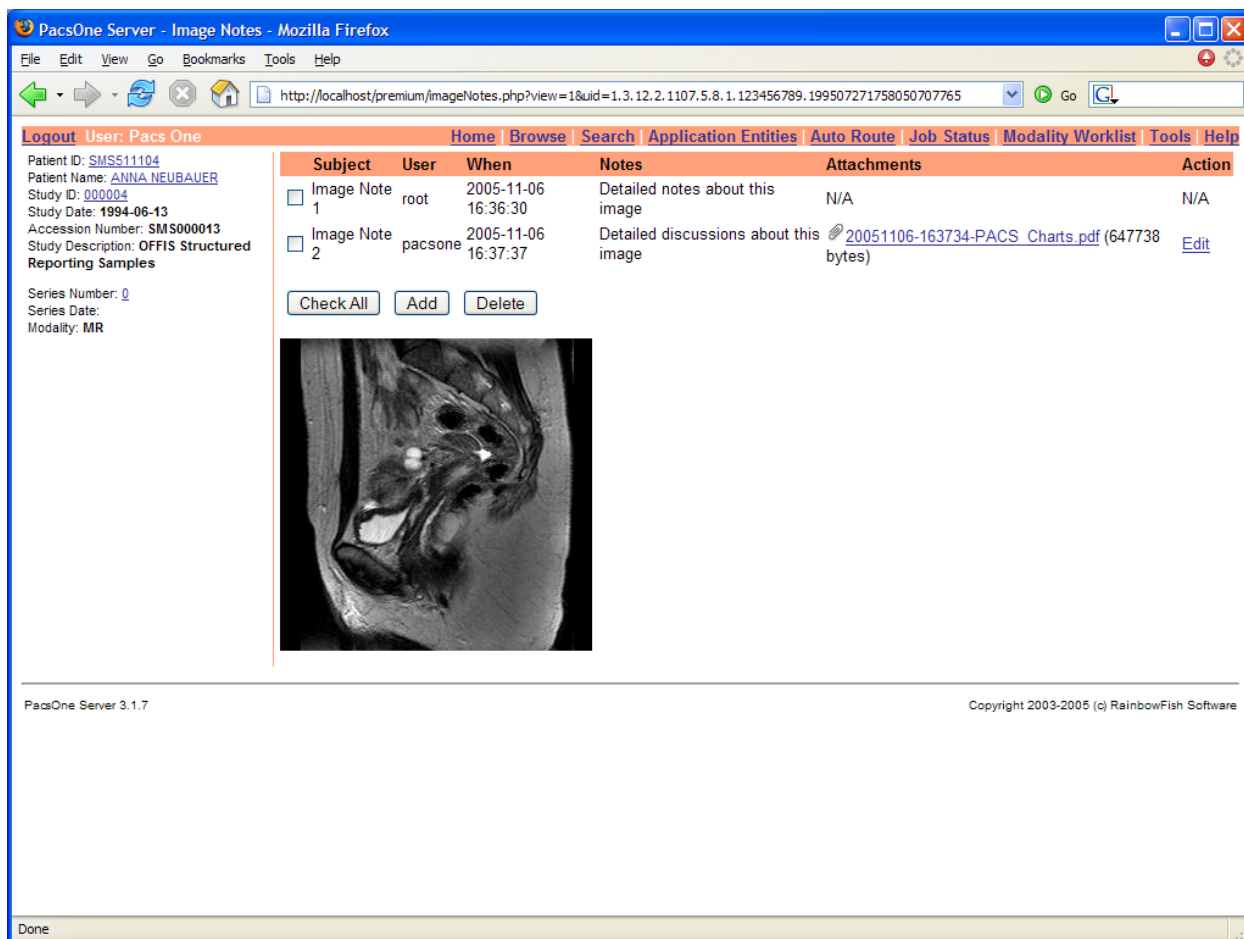 PacsOne Server - Image Notes - Mozilla Firefox
File Edit View Go Bookmarks Tools Help
http://localhost/premium/imageNotes.php?view=1&uid=1.3.12.2.1107.5.8.1.123456789.199507271758050707765 Go G
Logout User: Pacs One Home | Browse | Search | Application Entities | Auto Route | Job Status | Modality Worklist | Tools | Help
Patient ID: SMS511104
Patient Name: ANNA NEUBAUER
Study ID: 000004
Study Date: 1994-06-13
Accession Number: SMS000013
Study Description: OFFIS Structured
Reporting Samples
Series Number: 0
Series Date:
Modality: MR
Subject User When Notes Attachments Action
Image Note 1 root 2005-11-06 16:36:30 Detailed notes about this image N/A N/A
Image Note 2 pacsone 2005-11-06 16:37:37 Detailed discussions about this image 20051106-163734-PACS_Charts.pdf (647738 bytes) Edit
Check All Add Delete
PacsOne Server 3.1.7 Copyright 2003-2005 (c) RainbowFish Software
Done